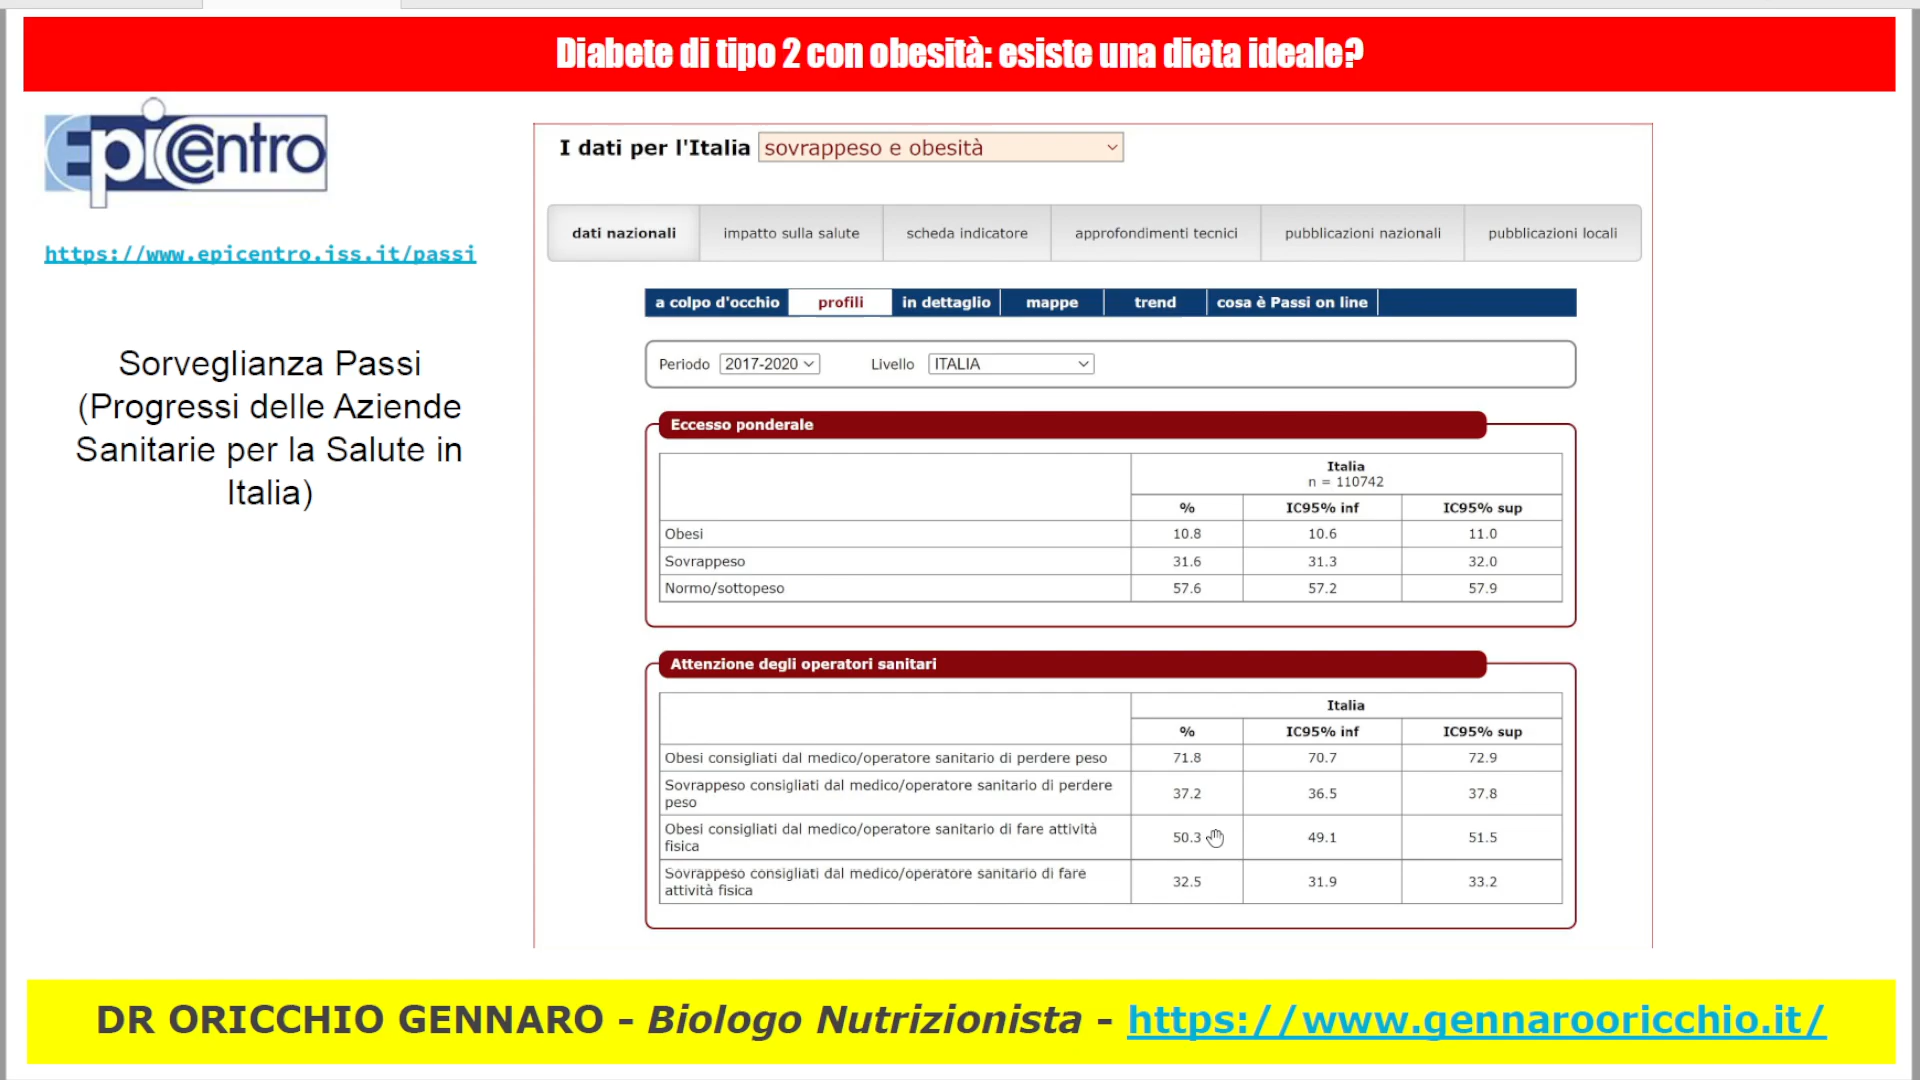 Diabete di tipo 2 con obesità: esiste una dieta ideale?
Epicentro
https://www.epicentro.iss.it/passi
Sorveglianza Passi
(Progressi delle Aziende
Sanitarie per la Salute in
Italia)
I dati per l'Italia sovrappeso e obesità
dati nazionali impatto sulla salute scheda indicatore approfondimenti tecnici pubblicazioni nazionali pubblicazioni locali
a colpo d'occhio profili in dettaglio mappe trend cosa è Passi on line
Periodo 2017-2020 Livello ITALIA
Eccesso ponderale
Italia
n = 110742
% IC95% inf IC95% sup
Obesi 10.8 10.6 11.0
Sovrappeso 31.6 31.3 32.0
Normo/sottopeso 57.6 57.2 57.9
Attenzione degli operatori sanitari
Italia
% IC95% inf IC95% sup
Obesi consigliati dal medico/operatore sanitario di perdere peso 71.8 70.7 72.9
Sovrappeso consigliati dal medico/operatore sanitario di perdere
peso 37.2 36.5 37.8
Obesi consigliati dal medico/operatore sanitario di fare attività
fisica 50.3 49.1 51.5
Sovrappeso consigliati dal medico/operatore sanitario di fare
attività fisica 32.5 31.9 33.2
DR ORICCHIO GENNARO - Biologo Nutrizionista - https://www.gennarooricchio.it/